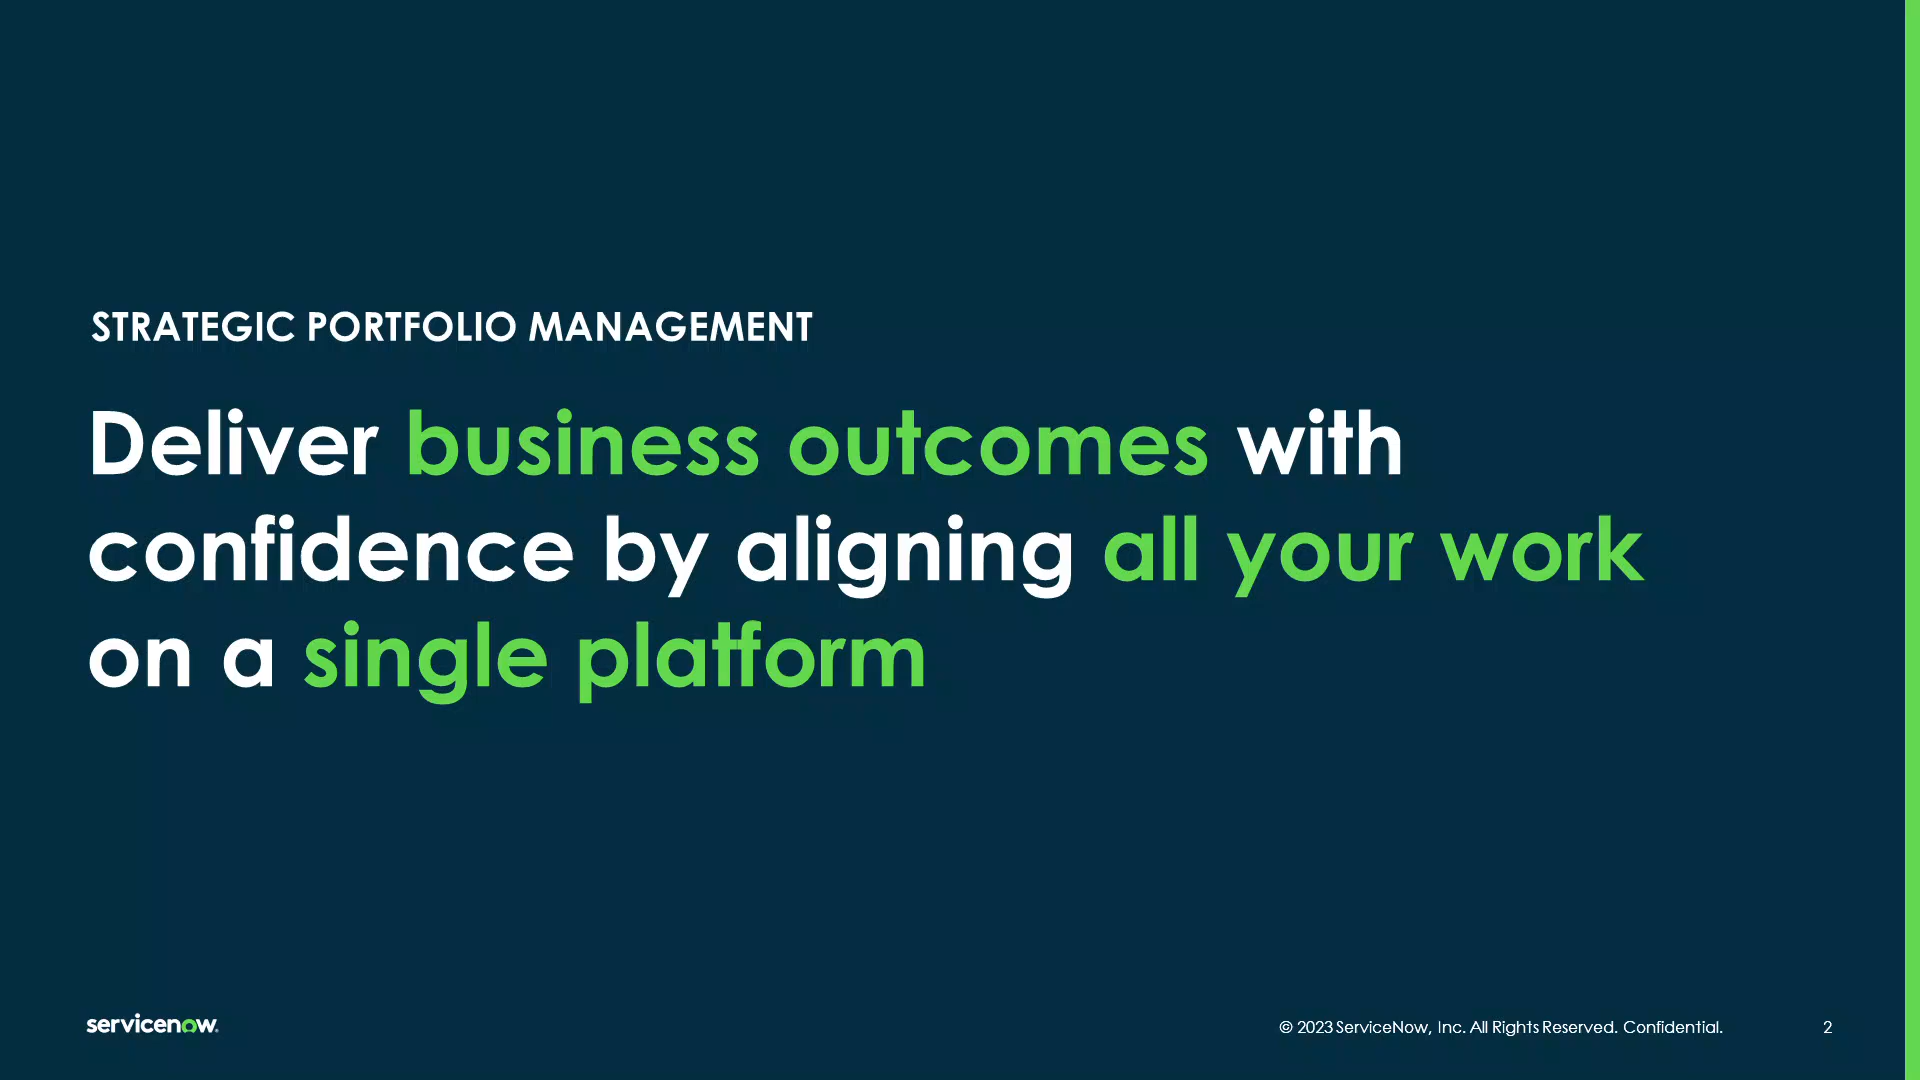 STRATEGIC PORTFOLIO MANAGEMENT
Deliver business outcomes with
confidence by aligning all your work
on a single platform
servicenow
© 2023 ServiceNow, Inc. All Rights Reserved. Confidential.
2